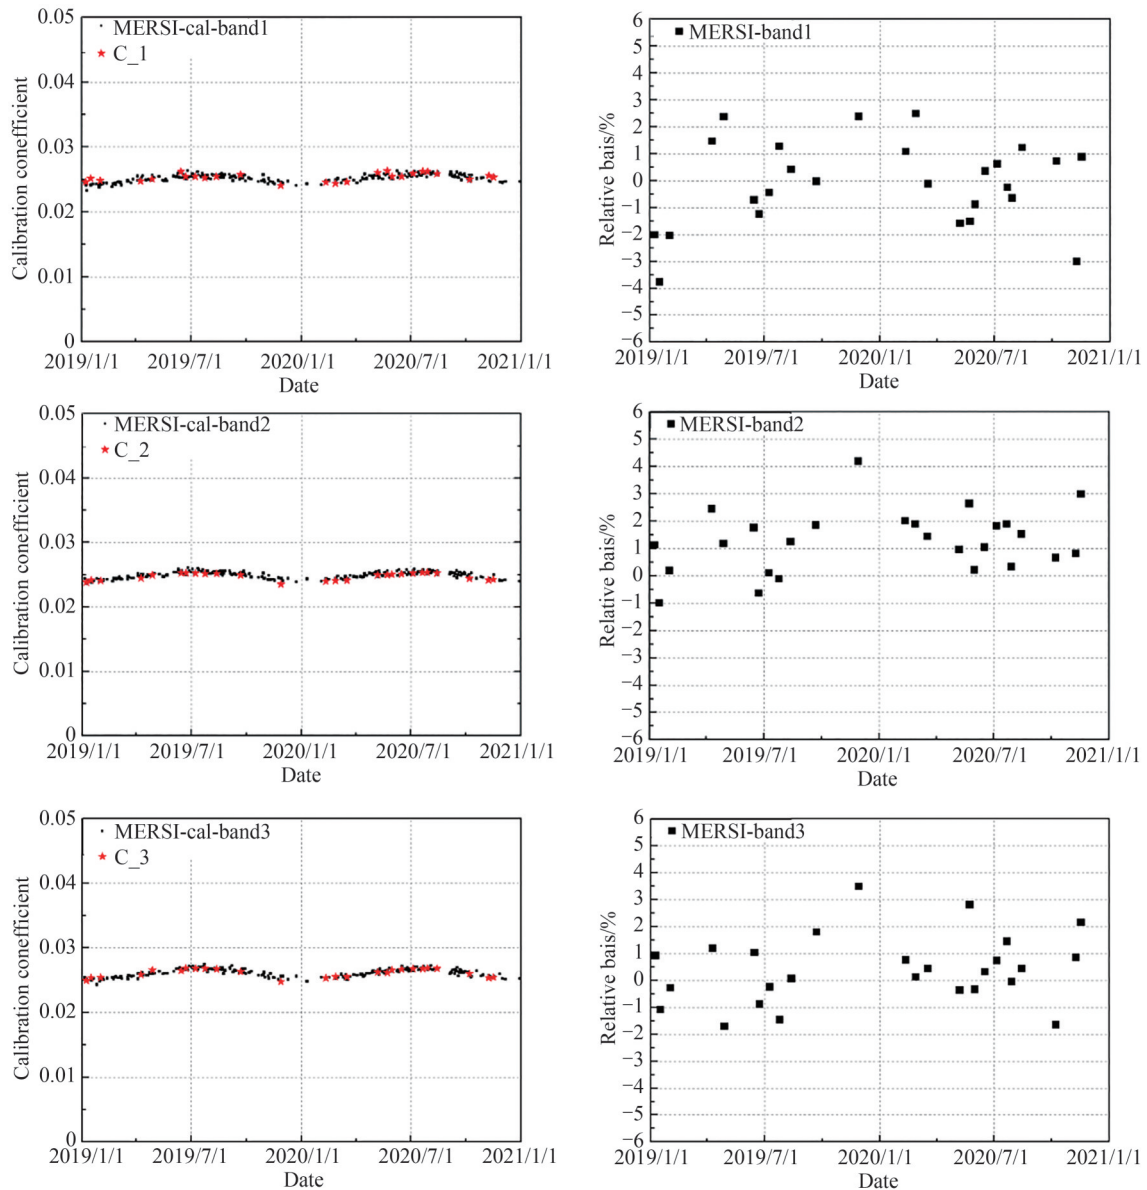 0.05
0.04
0.03
0.02
0.01
0
Calibration conefficient
MERSI-cal-band1
C_1
2019/1/1 2019/7/1 2020/1/1 2020/7/1 2021/1/1
Date
6
5
4
3
2
1
0
−1
−2
−3
−4
−5
−6
Relative bais/%
MERSI-band1
2019/1/1 2019/7/1 2020/1/1 2020/7/1 2021/1/1
Date
0.05
0.04
0.03
0.02
0.01
0
Calibration conefficient
MERSI-cal-band2
C_2
2019/1/1 2019/7/1 2020/1/1 2020/7/1 2021/1/1
Date
6
5
4
3
2
1
0
−1
−2
−3
−4
−5
−6
Relative bais/%
MERSI-band2
2019/1/1 2019/7/1 2020/1/1 2020/7/1 2021/1/1
Date
0.05
0.04
0.03
0.02
0.01
0
Calibration conefficient
MERSI-cal-band3
C_3
2019/1/1 2019/7/1 2020/1/1 2020/7/1 2021/1/1
Date
6
5
4
3
2
1
0
−1
−2
−3
−4
−5
−6
Relative bais/%
MERSI-band3
2019/1/1 2019/7/1 2020/1/1 2020/7/1 2021/1/1
Date